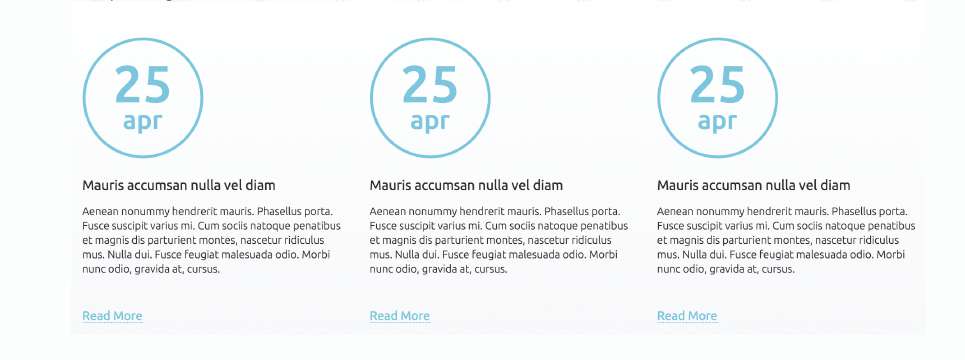 25
apr
Mauris accumsan nulla vel diam
Aenean nonummy hendrerit mauris. Phasellus porta.
Fusce suscipit varius mi. Cum sociis natoque penatibus
et magnis dis parturient montes, nascetur ridiculus
mus. Nulla dui. Fusce feugiat malesuada odio. Morbi
nunc odio, gravida at, cursus.
Read More
25
apr
Mauris accumsan nulla vel diam
Aenean nonummy hendrerit mauris. Phasellus porta.
Fusce suscipit varius mi. Cum sociis natoque penatibus
et magnis dis parturient montes, nascetur ridiculus
mus. Nulla dui. Fusce feugiat malesuada odio. Morbi
nunc odio, gravida at, cursus.
Read More
25
apr
Mauris accumsan nulla vel diam
Aenean nonummy hendrerit mauris. Phasellus porta.
Fusce suscipit varius mi. Cum sociis natoque penatibus
et magnis dis parturient montes, nascetur ridiculus
mus. Nulla dui. Fusce feugiat malesuada odio. Morbi
nunc odio, gravida at, cursus.
Read More